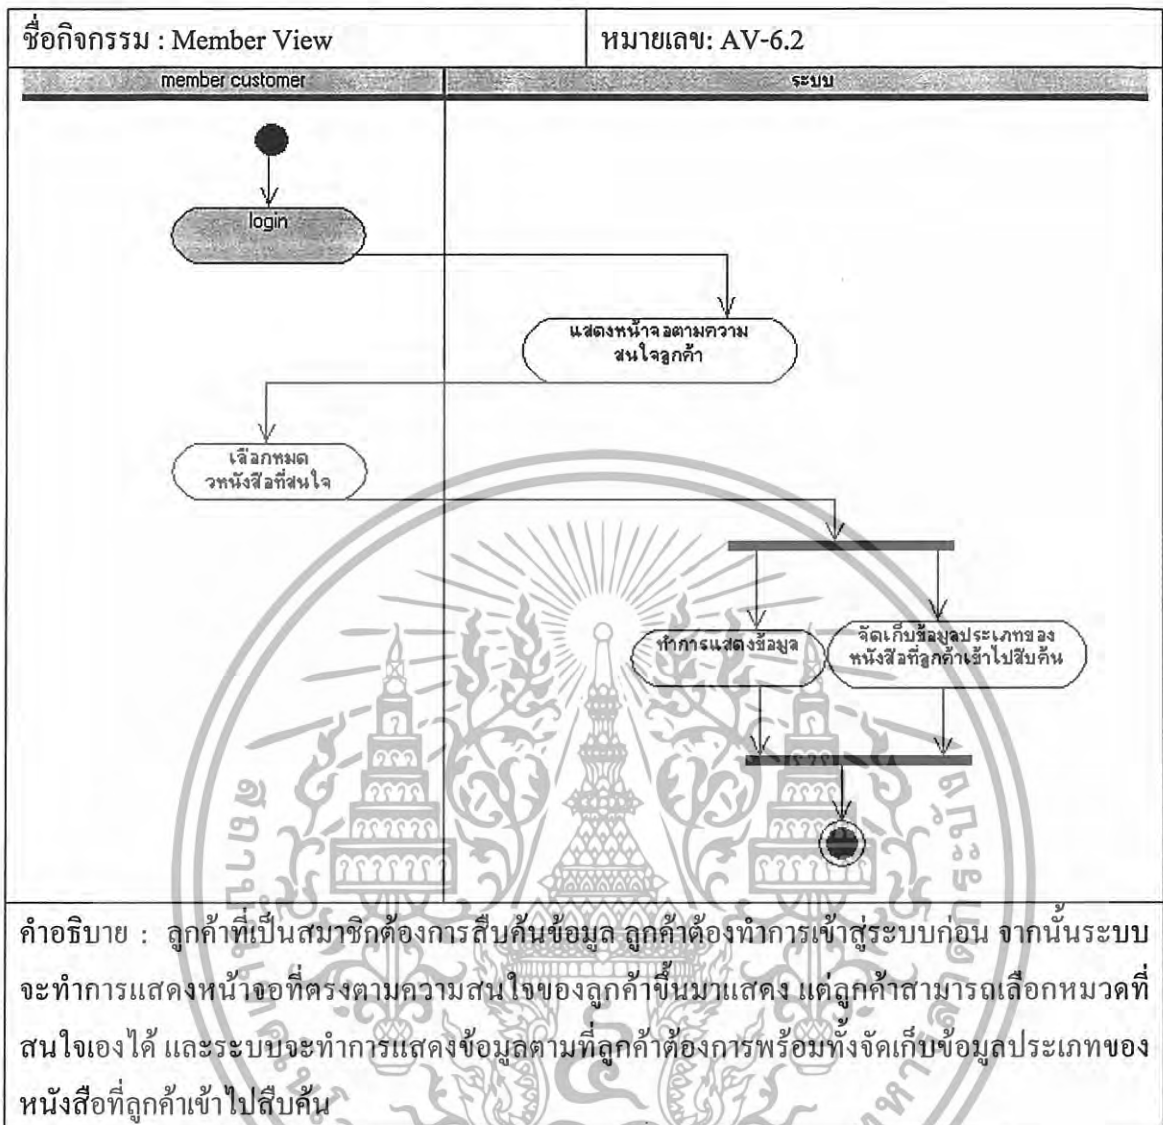 ชื่อกิจกรรม : Member View
หมายเลข: AV-6.2
member customer
ระบบ
login
แสดงหน้าจอตามความ
สนใจลูกค้า
เลือกหมด
วหนังสือที่สนใจ
ทำการแสดงข้อมูล
จัดเก็บข้อมูลประเภทของ
หนังสือที่ลูกค้าเข้าไปสืบค้น
คำอธิบาย : ลูกค้าที่เป็นสมาชิกต้องการสืบค้นข้อมูล ลูกค้าต้องทำการเข้าสู่ระบบก่อน จากนั้นระบบ
จะทำการแสดงหน้าจอที่ตรงตามความสนใจของลูกค้าขึ้นมาแสดง แต่ลูกค้าสามารถเลือกหมวดที่
สนใจเองได้ และระบบจะทำการแสดงข้อมูลตามที่ลูกค้าต้องการพร้อมทั้งจัดเก็บข้อมูลประเภทของ
หนังสือที่ลูกค้าเข้าไปสืบค้น